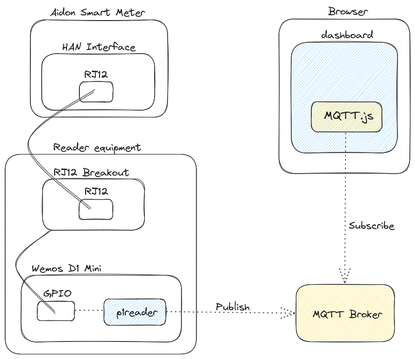 Aidon Smart Meter
HAN Interface
RJ12
Reader equipment
RJ12 Breakout
RJ12
Wemos D1 Mini
GPIO
p1reader
Publish
Browser
dashboard
MQTT.js
Subscribe
MQTT Broker